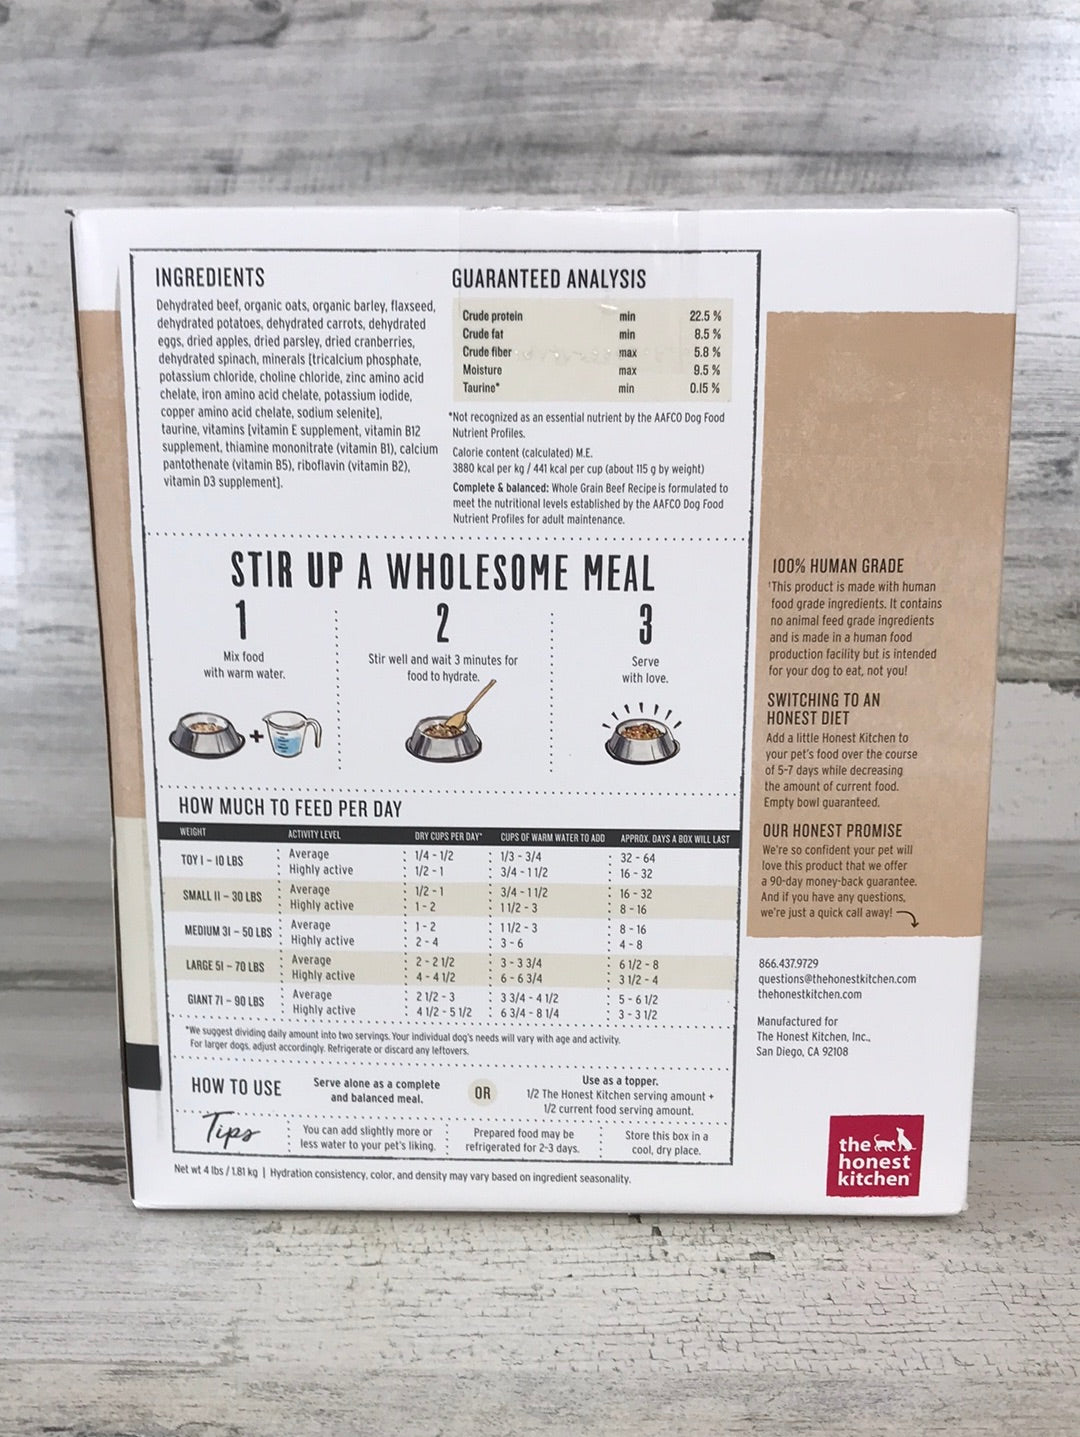 INGREDIENTS
Dehydrated beef, organic oats, organic barley, flaxseed,
dehydrated potatoes, dehydrated carrots, dehydrated
eggs, dried apples, dried parsley, dried cranberries,
dehydrated spinach, minerals [tricalcium phosphate,
potassium chloride, choline chloride, zinc amino acid
chelate, iron amino acid chelate, potassium iodide,
copper amino acid chelate, sodium selenite],
taurine, vitamins [vitamin E supplement, vitamin B12
supplement, thiamine mononitrate (vitamin B1), calcium
pantothenate (vitamin B5), riboflavin (vitamin B2),
vitamin D3 supplement].
GUARANTEED ANALYSIS
Crude protein min 22.5 %
Crude fat min 8.5 %
Crude fiber max 5.8 %
Moisture max 9.5 %
Taurine* min 0.15 %
*Not recognized as an essential nutrient by the AAFCO Dog Food
Nutrient Profiles.
Calorie content (calculated) M.E.
3880 kcal per kg / 441 kcal per cup (about 115 g by weight)
Complete & balanced: Whole Grain Beef Recipe is formulated to
meet the nutritional levels established by the AAFCO Dog Food
Nutrient Profiles for adult maintenance.
STIR UP A WHOLESOME MEAL
1
Mix food
with warm water.
2
Stir well and wait 3 minutes for
food to hydrate.
3
Serve
with love.
+
HOW MUCH TO FEED PER DAY
WEIGHT ACTIVITY LEVEL DRY CUPS PER DAY* CUPS OF WARM WATER TO ADD APPROX. DAYS A BOX WILL LAST
TOY 1 – 10 LBS Average 1/4 - 1/2 1/3 - 3/4 32 - 64
Highly active 1/2 - 1 3/4 - 1 1/2 16 - 32
SMALL 11 – 30 LBS Average 1/2 - 1 3/4 - 1 1/2 16 - 32
Highly active 1 - 2 1 1/2 - 3 8 - 16
MEDIUM 31 – 50 LBS Average 1 - 2 1 1/2 - 3 8 - 16
Highly active 2 - 4 3 - 6 4 - 8
LARGE 51 – 70 LBS Average 2 - 2 1/2 3 - 3 3/4 6 1/2 - 8
Highly active 4 - 4 1/2 6 - 6 3/4 3 1/2 - 4
GIANT 71 – 90 LBS Average 2 1/2 - 3 3 3/4 - 4 1/2 5 - 6 1/2
Highly active 4 1/2 - 5 1/2 6 3/4 - 8 1/4 3 - 3 1/2
*We suggest dividing daily amount into two servings. Your individual dog's needs will vary with age and activity.
For larger dogs, adjust accordingly. Refrigerate or discard any leftovers.
HOW TO USE
Serve alone as a complete
and balanced meal.
OR
Use as a topper.
1/2 The Honest Kitchen serving amount +
1/2 current food serving amount.
Tips
You can add slightly more or
less water to your pet's liking.
Prepared food may be
refrigerated for 2-3 days.
Store this box in a
cool, dry place.
Net wt 4 lbs / 1.81 kg | Hydration consistency, color, and density may vary based on ingredient seasonality.
100% HUMAN GRADE
†This product is made with human
food grade ingredients. It contains
no animal feed grade ingredients
and is made in a human food
production facility but is intended
for your dog to eat, not you!
SWITCHING TO AN
HONEST DIET
Add a little Honest Kitchen to
your pet's food over the course
of 5-7 days while decreasing
the amount of current food.
Empty bowl guaranteed.
OUR HONEST PROMISE
We're so confident your pet will
love this product that we offer
a 90-day money-back guarantee.
And if you have any questions,
we're just a quick call away!
866.437.9729
questions@thehonestkitchen.com
thehonestkitchen.com
Manufactured for
The Honest Kitchen, Inc.,
San Diego, CA 92108
the
honest
kitchen